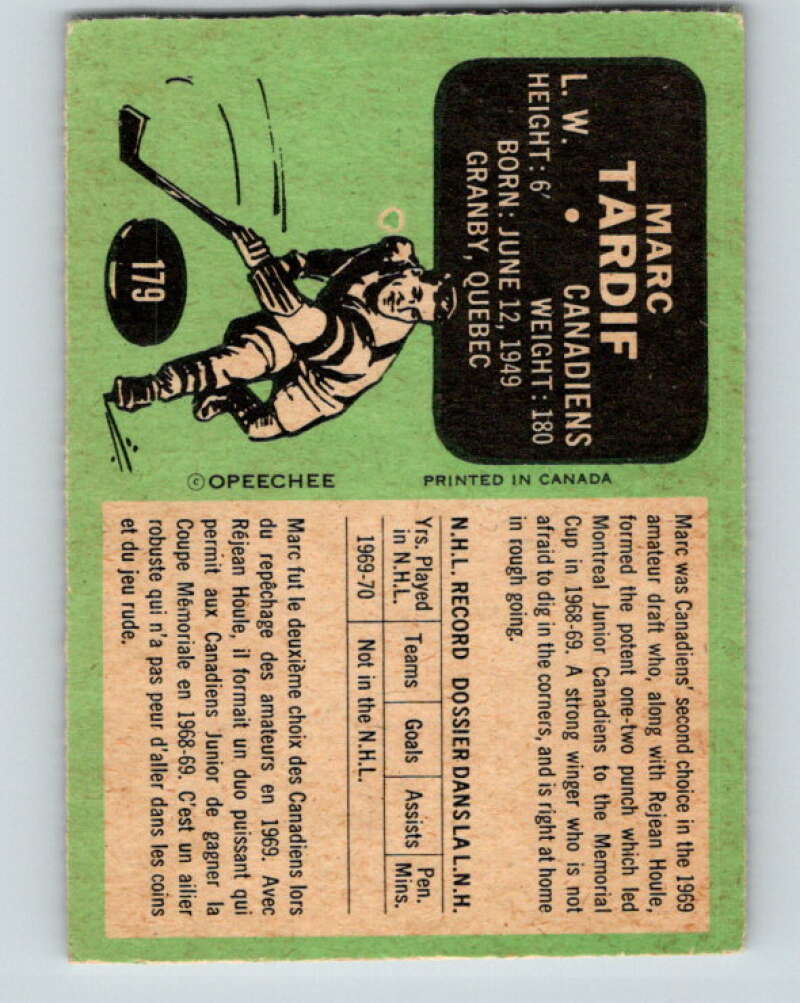 MARC
TARDIF
L. W. • CANADIENS
HEIGHT: 6' WEIGHT: 180
BORN: JUNE 12, 1949
GRANBY, QUEBEC
179
© OPEECHEE
PRINTED IN CANADA
Marc was Canadiens' second choice in the 1969
amateur draft who, along with Rejean Houle,
formed the potent one-two punch which led
Montreal Junior Canadiens to the Memorial
Cup in 1968-69. A strong winger who is not
afraid to dig in the corners, and is right at home
in rough going.
N.H.L. RECORD DOSSIER DANS LA L.N.H.
Yrs. Played in N.H.L. Teams Goals Assists Pen. Mins.
1969-70 Not in the N.H.L.
Marc fut le deuxième choix des Canadiens lors
du repêchage des amateurs en 1969. Avec
Réjean Houle, il formait un duo puissant qui
permit aux Canadiens Junior de gagner la
Coupe Mémoriale en 1968-69. C'est un ailier
robuste qui n'a pas peur d'aller dans les coins
et du jeu rude.